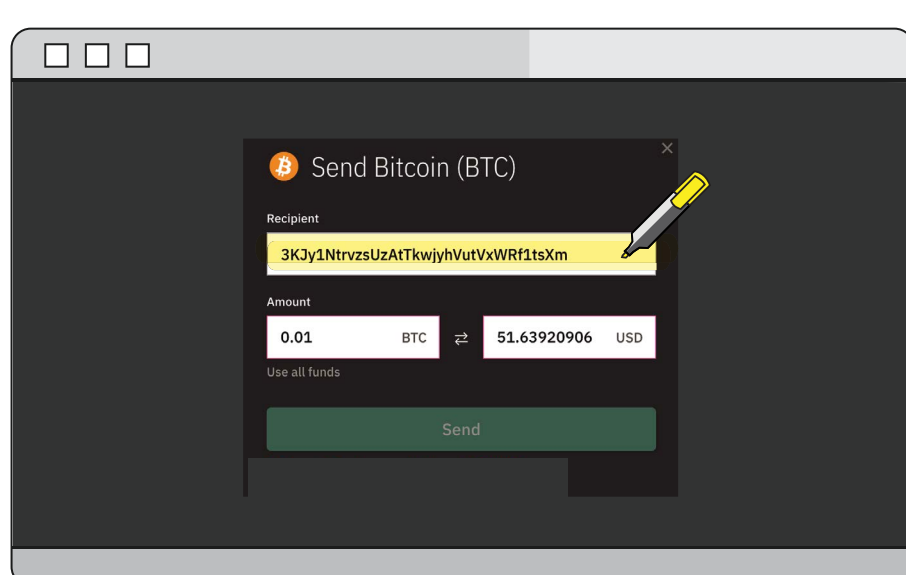 Send Bitcoin (BTC)
Recipient
3KJy1NtrvzsUzAtTkwjyhVutVxWRf1tsXm
Amount
0.01 BTC ⇄ 51.63920906 USD
Use all funds
Send